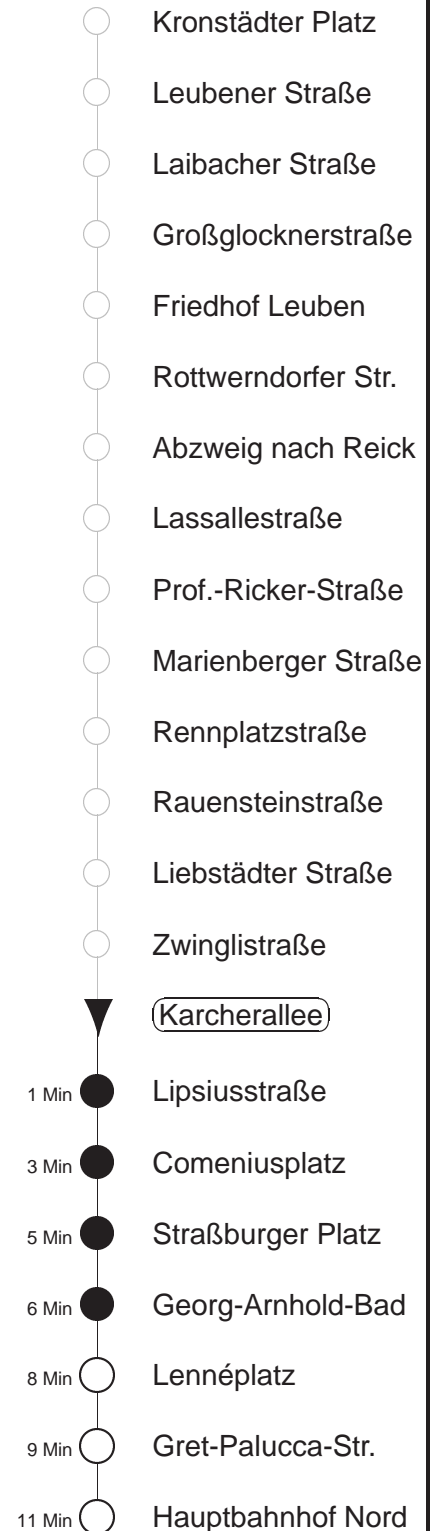 Kronstädter Platz
Leubener Straße
Laibacher Straße
Großglocknerstraße
Friedhof Leuben
Rottwerndorfer Str.
Abzweig nach Reick
Lassallestraße
Prof.-Ricker-Straße
Marienberger Straße
Rennplatzstraße
Rauensteinstraße
Liebstädter Straße
Zwinglistraße
Karcherallee
1 Min Lipsiusstraße
3 Min Comeniusplatz
5 Min Straßburger Platz
6 Min Georg-Arnhold-Bad
8 Min Lennéplatz
9 Min Gret-Palucca-Str.
11 Min Hauptbahnhof Nord